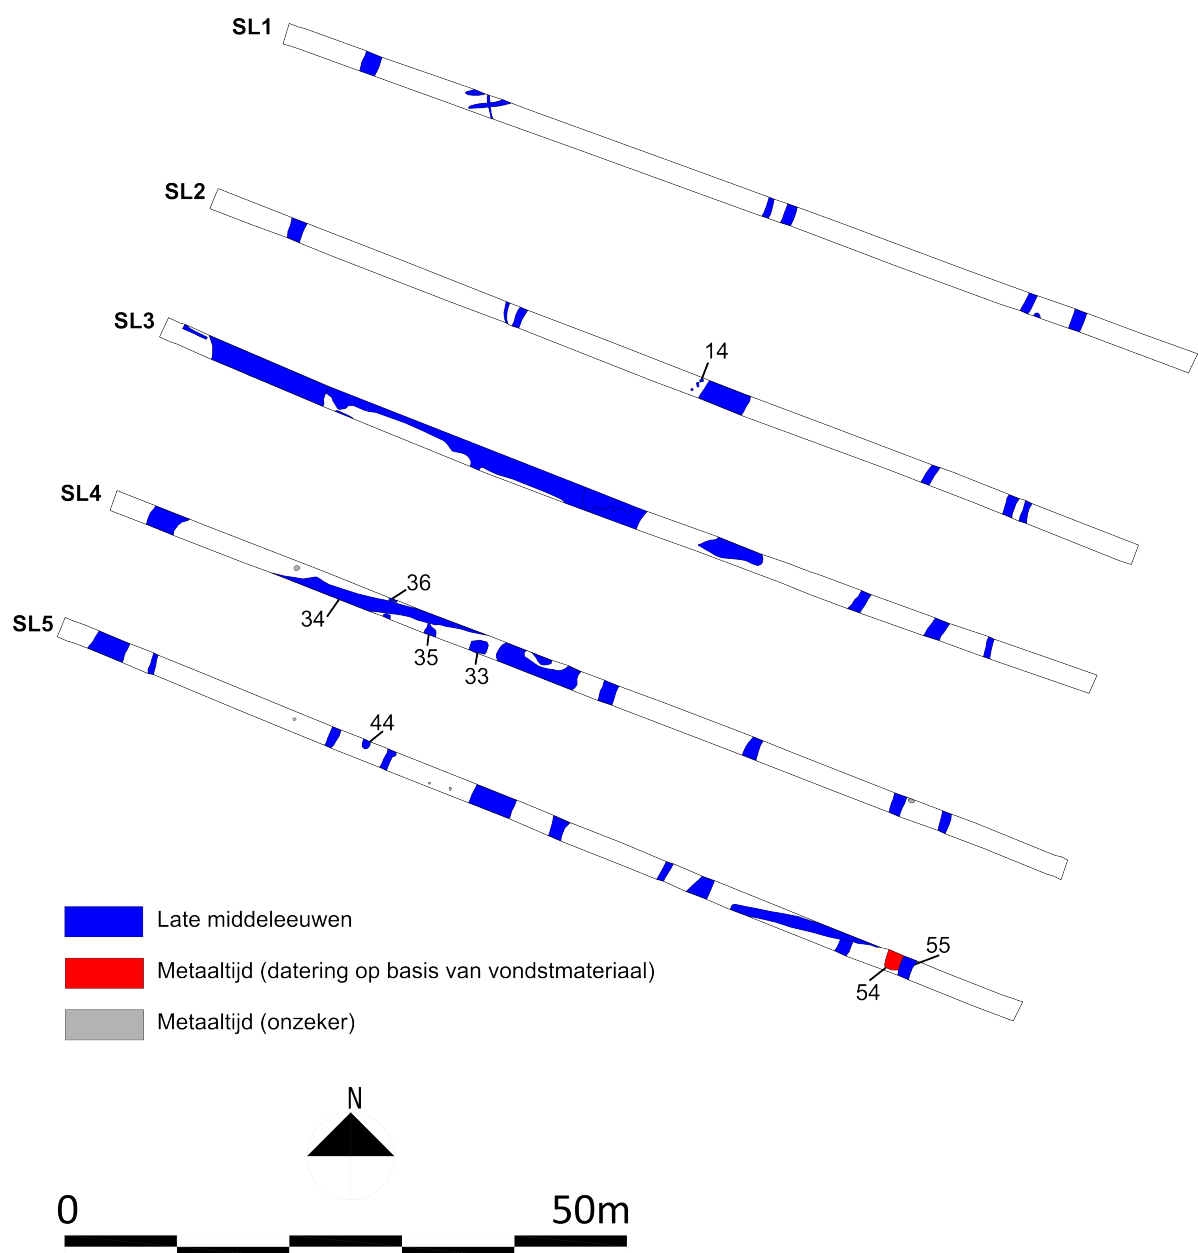 SL1
SL2
SL3
14
SL4
36
34
35
33
SL5
44
55
54
Late middeleeuwen
Metaaltijd (datering op basis van vondstmateriaal)
Metaaltijd (onzeker)
N
0 50m